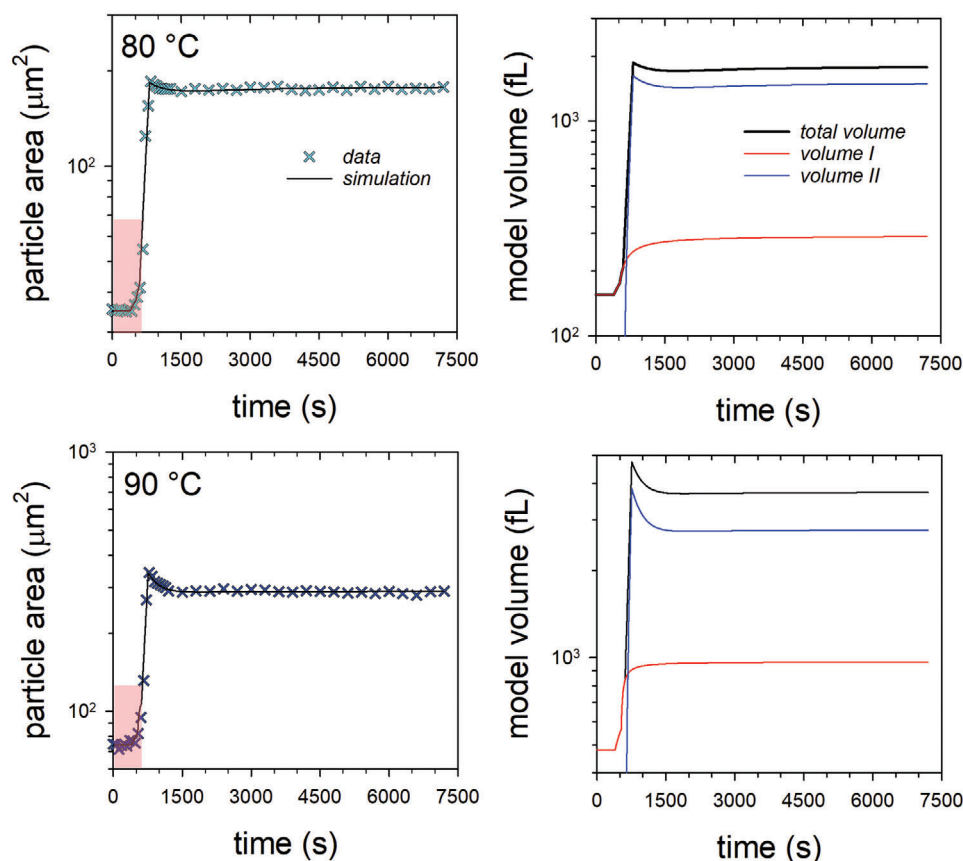 80 °C
particle area (μm²)
10²
data
simulation
0 1500 3000 4500 6000 7500
time (s)
model volume (fL)
10³
10²
total volume
volume I
volume II
0 1500 3000 4500 6000 7500
time (s)
90 °C
particle area (μm²)
10³
10²
0 1500 3000 4500 6000 7500
time (s)
model volume (fL)
10³
0 1500 3000 4500 6000 7500
time (s)